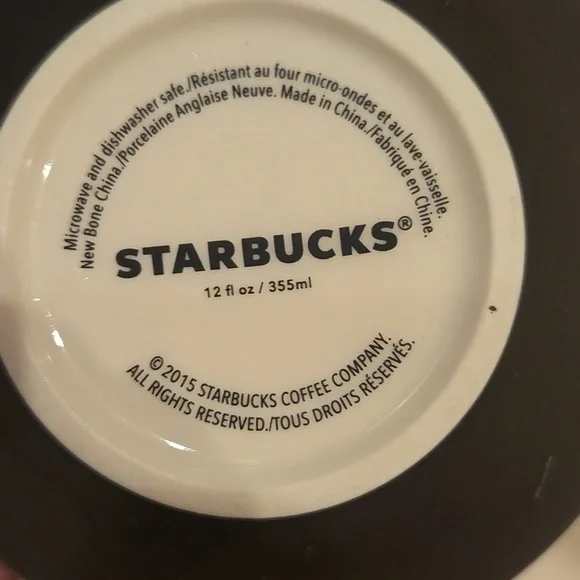 Microwave and dishwasher safe./Résistant au four micro-ondes et au lave-vaisselle.
New Bone China./Porcelaine Anglaise Neuve. Made in China./Fabriqué en Chine.
STARBUCKS®
12 fl oz / 355ml
© 2015 STARBUCKS COFFEE COMPANY.
ALL RIGHTS RESERVED./TOUS DROITS RÉSERVÉS.